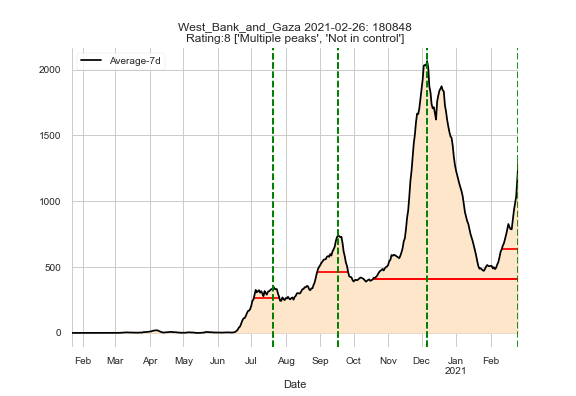 West_Bank_and_Gaza 2021-02-26: 180848
Rating:8 ['Multiple peaks', 'Not in control']
Average-7d
2000
1500
1000
500
0
Feb Mar Apr May Jun Jul Aug Sep Oct Nov Dec Jan Feb
2021
Date